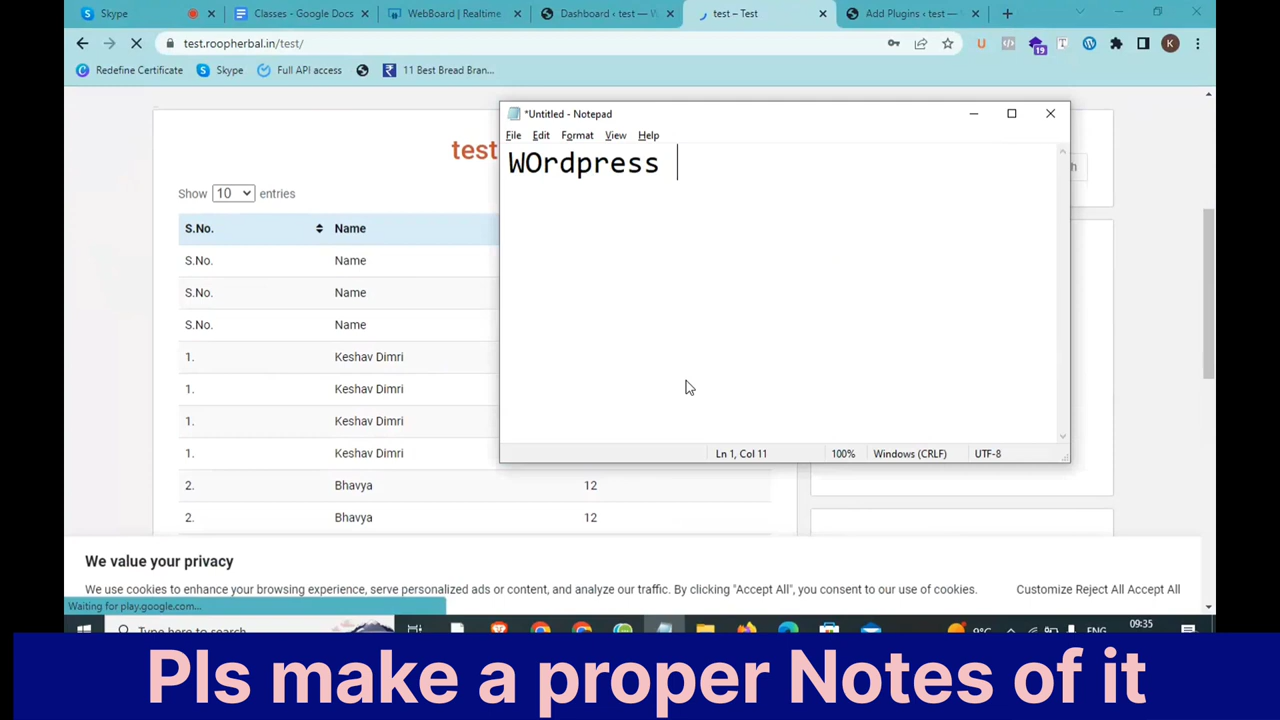 Skype
Classes - Google Docs
WebBoard | Realtime
Dashboard ‹ test — W
test – Test
Add Plugins ‹ test —
test.roopherbal.in/test/
19
K
Redefine Certificate
Skype
Full API access
11 Best Bread Bran...
*Untitled - Notepad
File Edit Format View Help
WOrdpress
Ln 1, Col 11 100% Windows (CRLF) UTF-8
test
Show 10 entries
S.No. Name
S.No. Name
S.No. Name
S.No. Name
1. Keshav Dimri
1. Keshav Dimri
1. Keshav Dimri
1. Keshav Dimri
2. Bhavya 12
2. Bhavya 12
We value your privacy
We use cookies to enhance your browsing experience, serve personalized ads or content, and analyze our traffic. By clicking "Accept All", you consent to our use of cookies.
Customize Reject All Accept All
Waiting for play.google.com...
Type here to search
9°C
ENG
09:35
Pls make a proper Notes of it